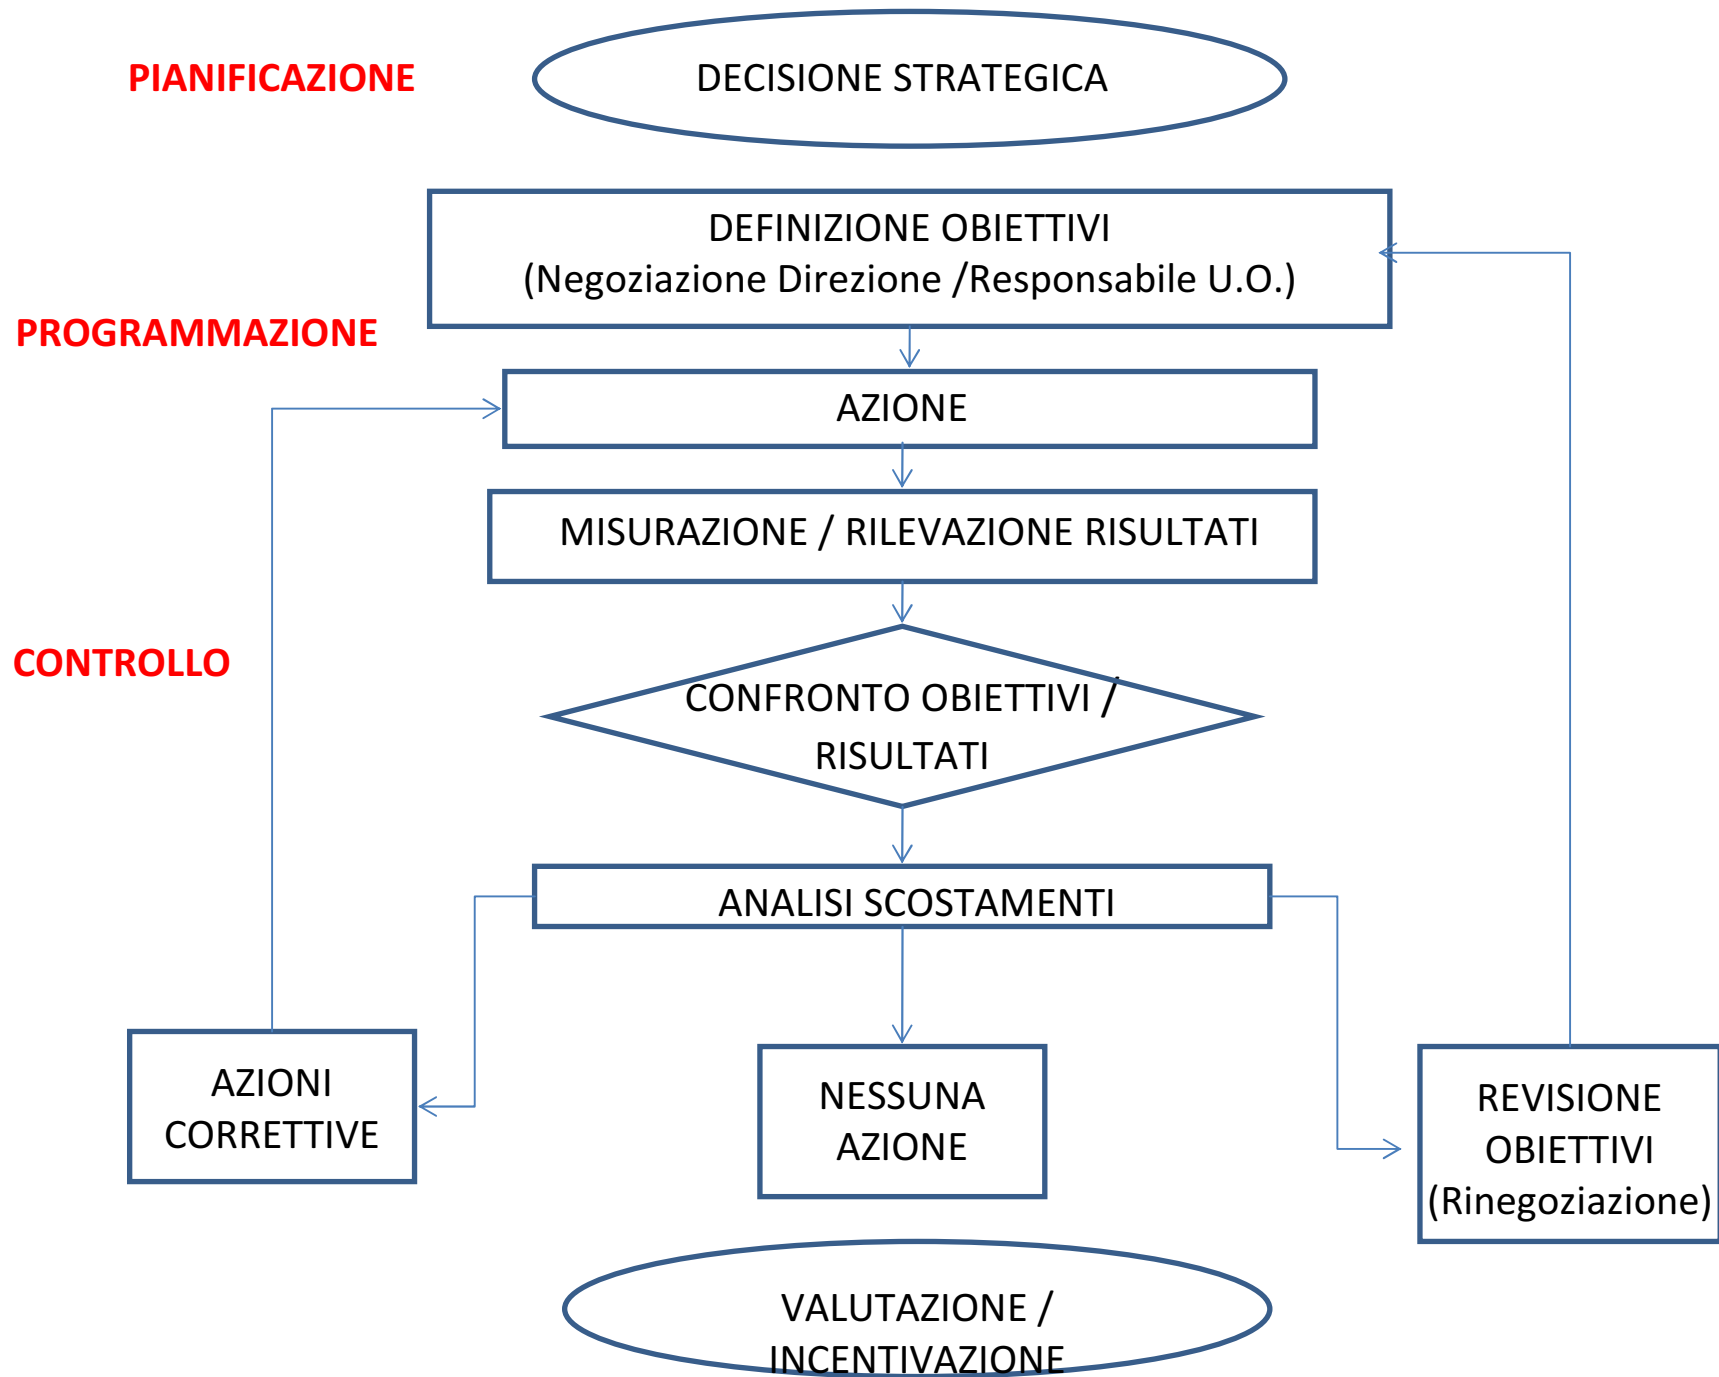 PIANIFICAZIONE
DECISIONE STRATEGICA
DEFINIZIONE OBIETTIVI
(Negoziazione Direzione /Responsabile U.O.)
PROGRAMMAZIONE
AZIONE
MISURAZIONE / RILEVAZIONE RISULTATI
CONTROLLO
CONFRONTO OBIETTIVI /
RISULTATI
ANALISI SCOSTAMENTI
AZIONI
CORRETTIVE
NESSUNA
AZIONE
REVISIONE
OBIETTIVI
(Rinegoziazione)
VALUTAZIONE /
INCENTIVAZIONE